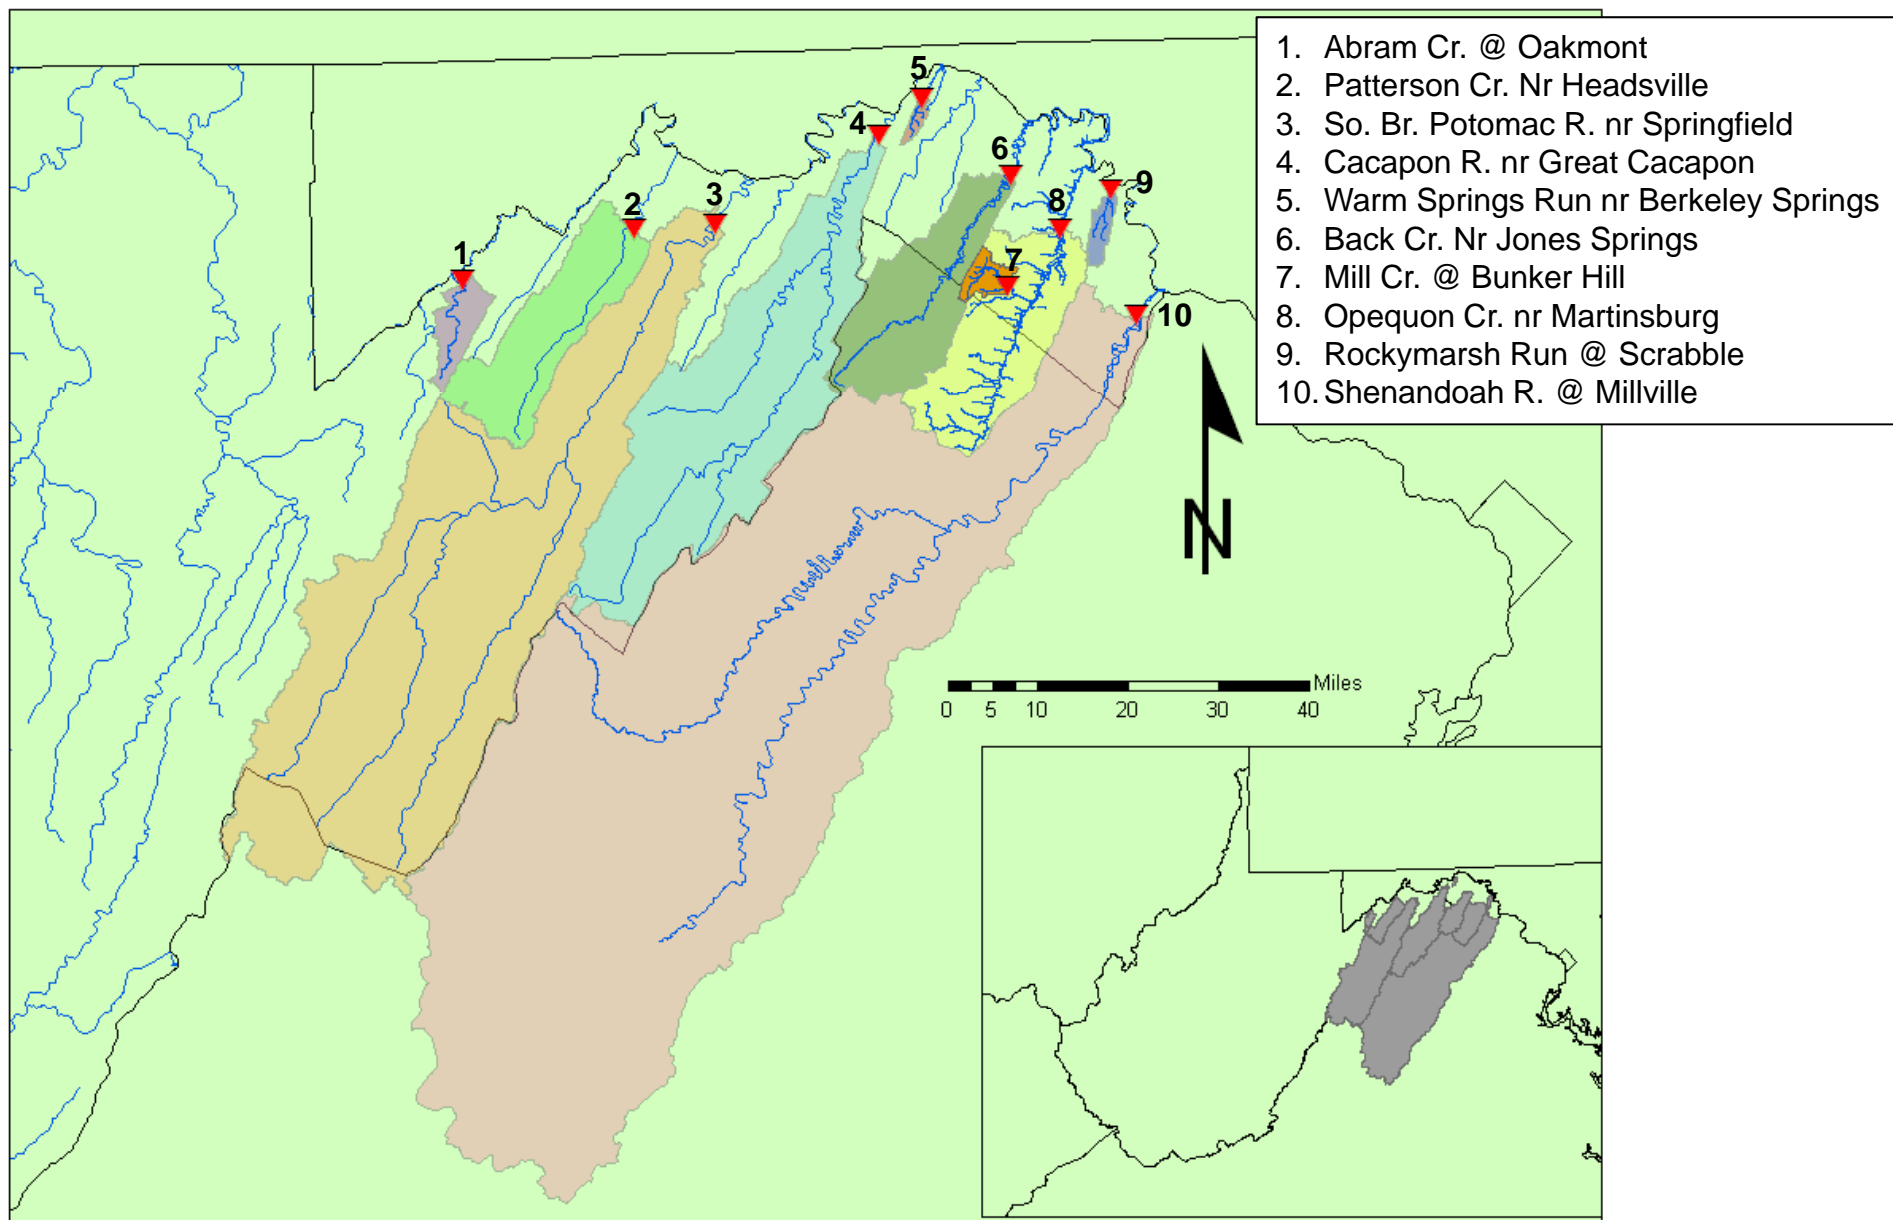 1. Abram Cr. @ Oakmont
2. Patterson Cr. Nr Headsville
3. So. Br. Potomac R. nr Springfield
4. Cacapon R. nr Great Cacapon
5. Warm Springs Run nr Berkeley Springs
6. Back Cr. Nr Jones Springs
7. Mill Cr. @ Bunker Hill
8. Opequon Cr. nr Martinsburg
9. Rockymarsh Run @ Scrabble
10. Shenandoah R. @ Millville
5
4
6
9
3
2
8
1
7
10
N
Miles
0 5 10 20 30 40